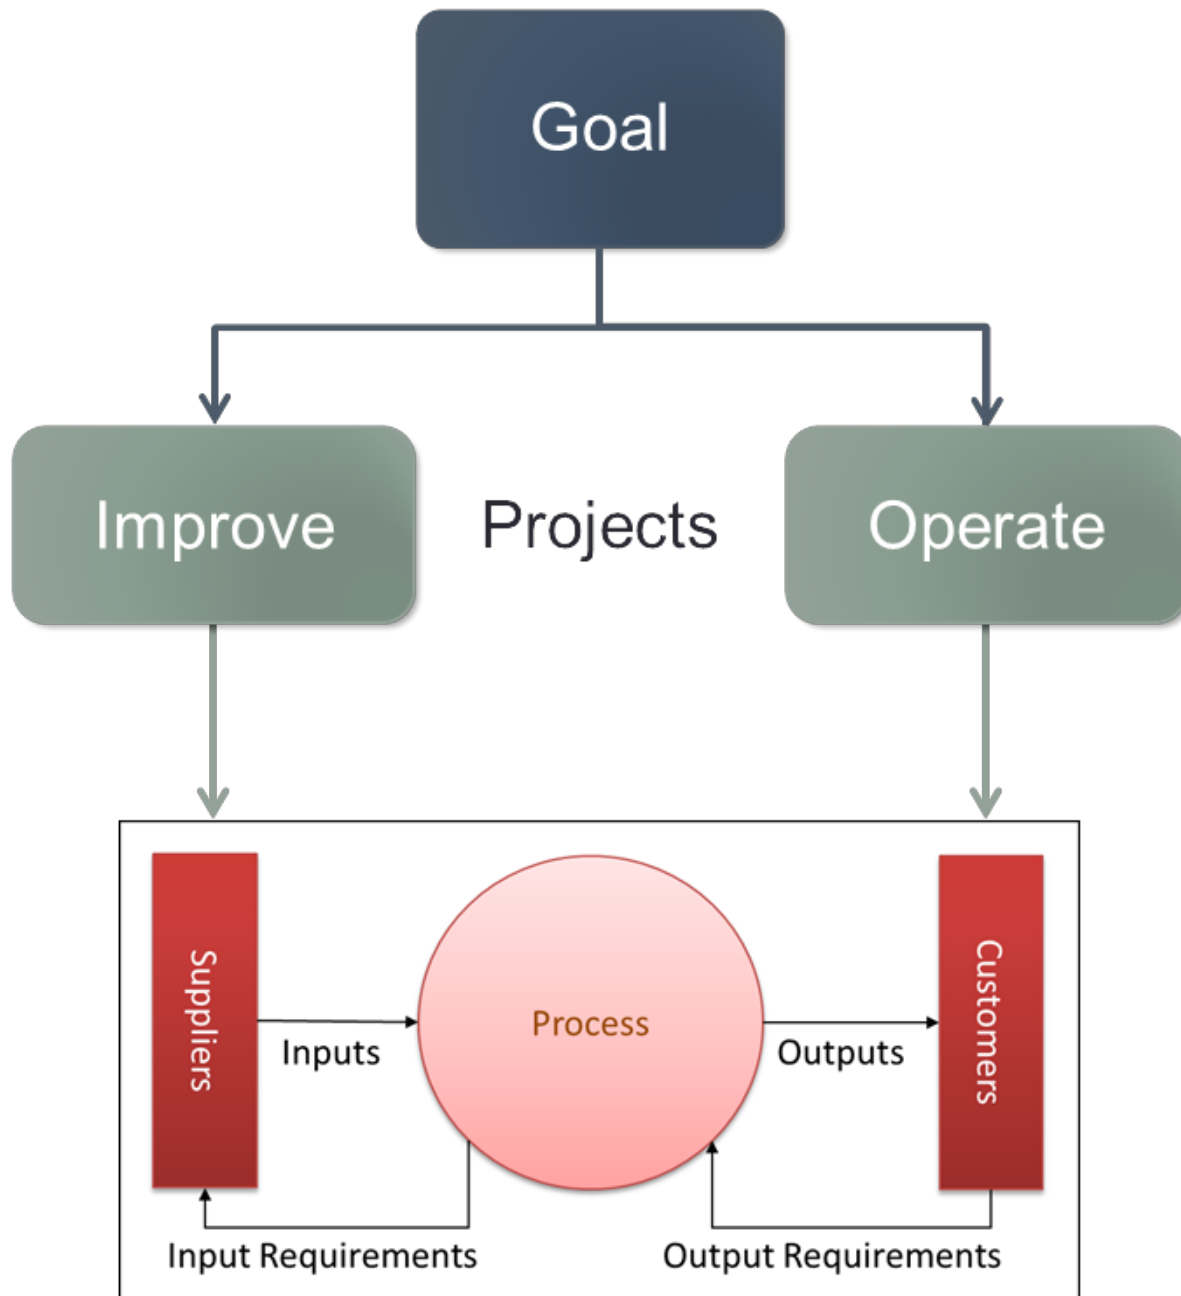 Goal
Improve
Projects
Operate
Suppliers
Inputs
Process
Outputs
Customers
Input Requirements
Output Requirements